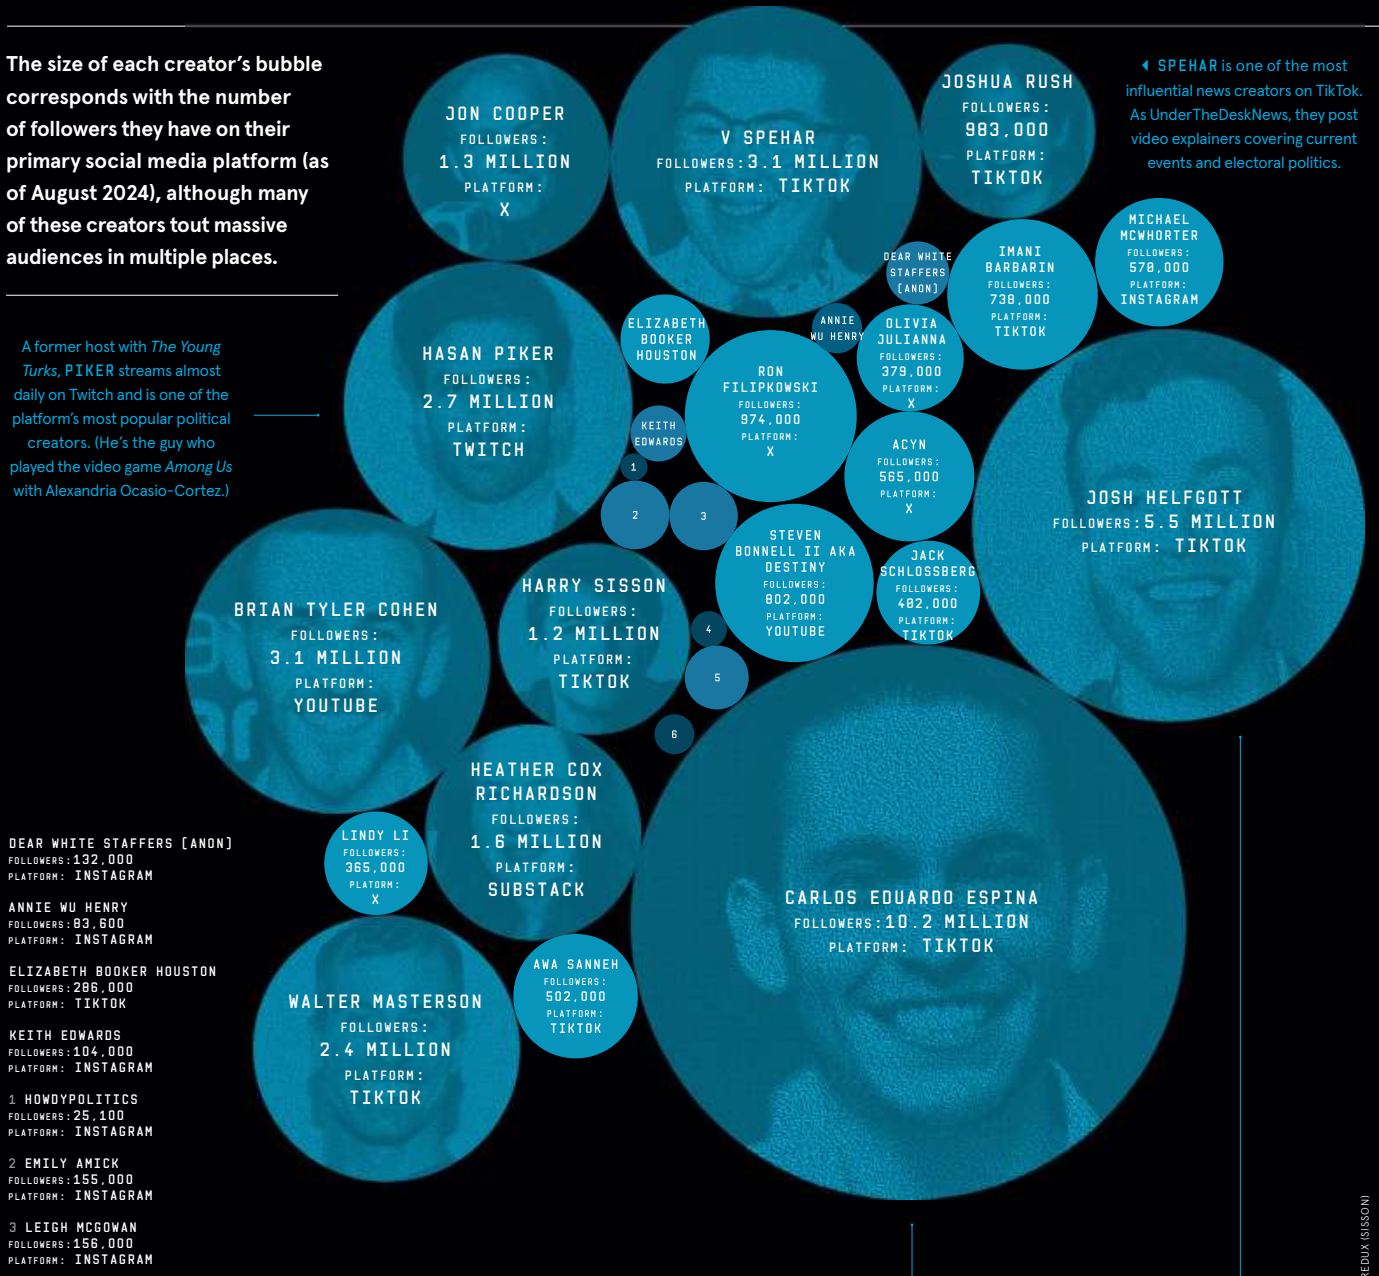 The size of each creator's bubble
corresponds with the number
of followers they have on their
primary social media platform (as
of August 2024), although many
of these creators tout massive
audiences in multiple places.
A former host with The Young
Turks, PIKER streams almost
daily on Twitch and is one of the
platform's most popular political
creators. (He's the guy who
played the video game Among Us
with Alexandria Ocasio-Cortez.)
JON COOPER
FOLLOWERS:
1.3 MILLION
PLATFORM:
X
V SPEHAR
FOLLOWERS:3.1 MILLION
PLATFORM: TIKTOK
JOSHUA RUSH
FOLLOWERS:
983,000
PLATFORM:
TIKTOK
SPEHAR is one of the most
influential news creators on TikTok.
As UnderTheDeskNews, they post
video explainers covering current
events and electoral politics.
MICHAEL
MCWHORTER
FOLLOWERS:
570,000
PLATFORM:
INSTAGRAM
IMANI
BARBARIN
FOLLOWERS:
738,000
PLATFORM:
TIKTOK
DEAR WHITE
STAFFERS
[ANON]
HASAN PIKER
FOLLOWERS:
2.7 MILLION
PLATFORM:
TWITCH
ELIZABETH
BOOKER
HOUSTON
ANNIE
WU HENRY
OLIVIA
JULIANNA
FOLLOWERS:
379,000
PLATFORM:
X
RON
FILIPKOWSKI
FOLLOWERS:
974,000
PLATFORM:
X
KEITH
EDWARDS
1
2
3
ACYN
FOLLOWERS:
565,000
PLATFORM:
X
JOSH HELFGOTT
FOLLOWERS:5.5 MILLION
PLATFORM: TIKTOK
STEVEN
BONNELL II AKA
DESTINY
FOLLOWERS:
802,000
PLATFORM:
YOUTUBE
JACK
SCHLOSSBERG
FOLLOWERS:
402,000
PLATFORM:
TIKTOK
BRIAN TYLER COHEN
FOLLOWERS:
3.1 MILLION
PLATFORM:
YOUTUBE
HARRY SISSON
FOLLOWERS:
1.2 MILLION
PLATFORM:
TIKTOK
4
5
6
HEATHER COX
RICHARDSON
FOLLOWERS:
1.6 MILLION
PLATFORM:
SUBSTACK
LINDY LI
FOLLOWERS:
365,000
PLATORM:
X
CARLOS EDUARDO ESPINA
FOLLOWERS:10.2 MILLION
PLATFORM: TIKTOK
AWA SANNEH
FOLLOWERS:
502,000
PLATFORM:
TIKTOK
WALTER MASTERSON
FOLLOWERS:
2.4 MILLION
PLATFORM:
TIKTOK
DEAR WHITE STAFFERS [ANON]
FOLLOWERS:132,000
PLATFORM: INSTAGRAM
ANNIE WU HENRY
FOLLOWERS:83,600
PLATFORM: INSTAGRAM
ELIZABETH BOOKER HOUSTON
FOLLOWERS:286,000
PLATFORM: TIKTOK
KEITH EDWARDS
FOLLOWERS:104,000
PLATFORM: INSTAGRAM
1 HOWDYPOLITICS
FOLLOWERS:25,100
PLATFORM: INSTAGRAM
2 EMILY AMICK
FOLLOWERS:155,000
PLATFORM: INSTAGRAM
3 LEIGH MCGOWAN
FOLLOWERS:156,000
PLATFORM: INSTAGRAM
REDUX (SISSON)